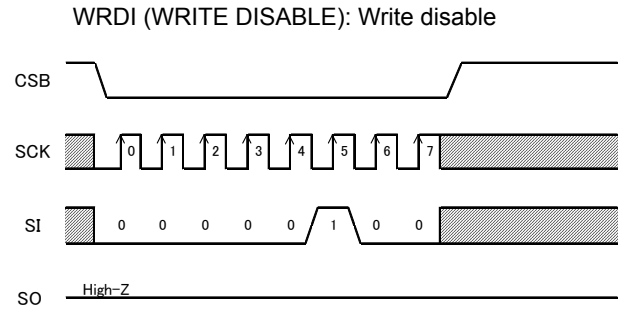 WRDI (WRITE DISABLE): Write disable
CSB
SCK 0 1 2 3 4 5 6 7
SI 0 0 0 0 0 1 0 0
SO High-Z